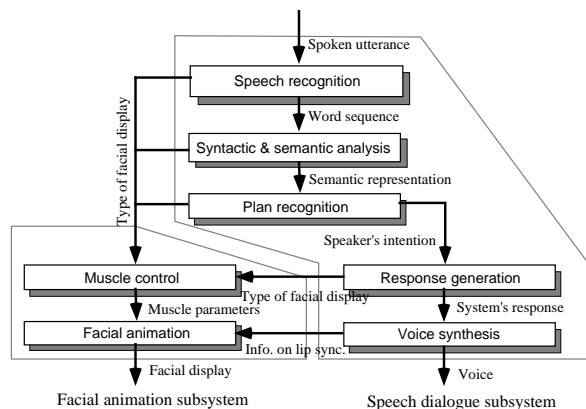 Spoken utterance
Speech recognition
Word sequence
Syntactic & semantic analysis
Semantic representation
Plan recognition
Type of facial display
Speaker's intention
Muscle control
Response generation
Type of facial display
Muscle parameters
System's response
Facial animation
Voice synthesis
Info. on lip sync.
Facial display
Voice
Facial animation subsystem
Speech dialogue subsystem